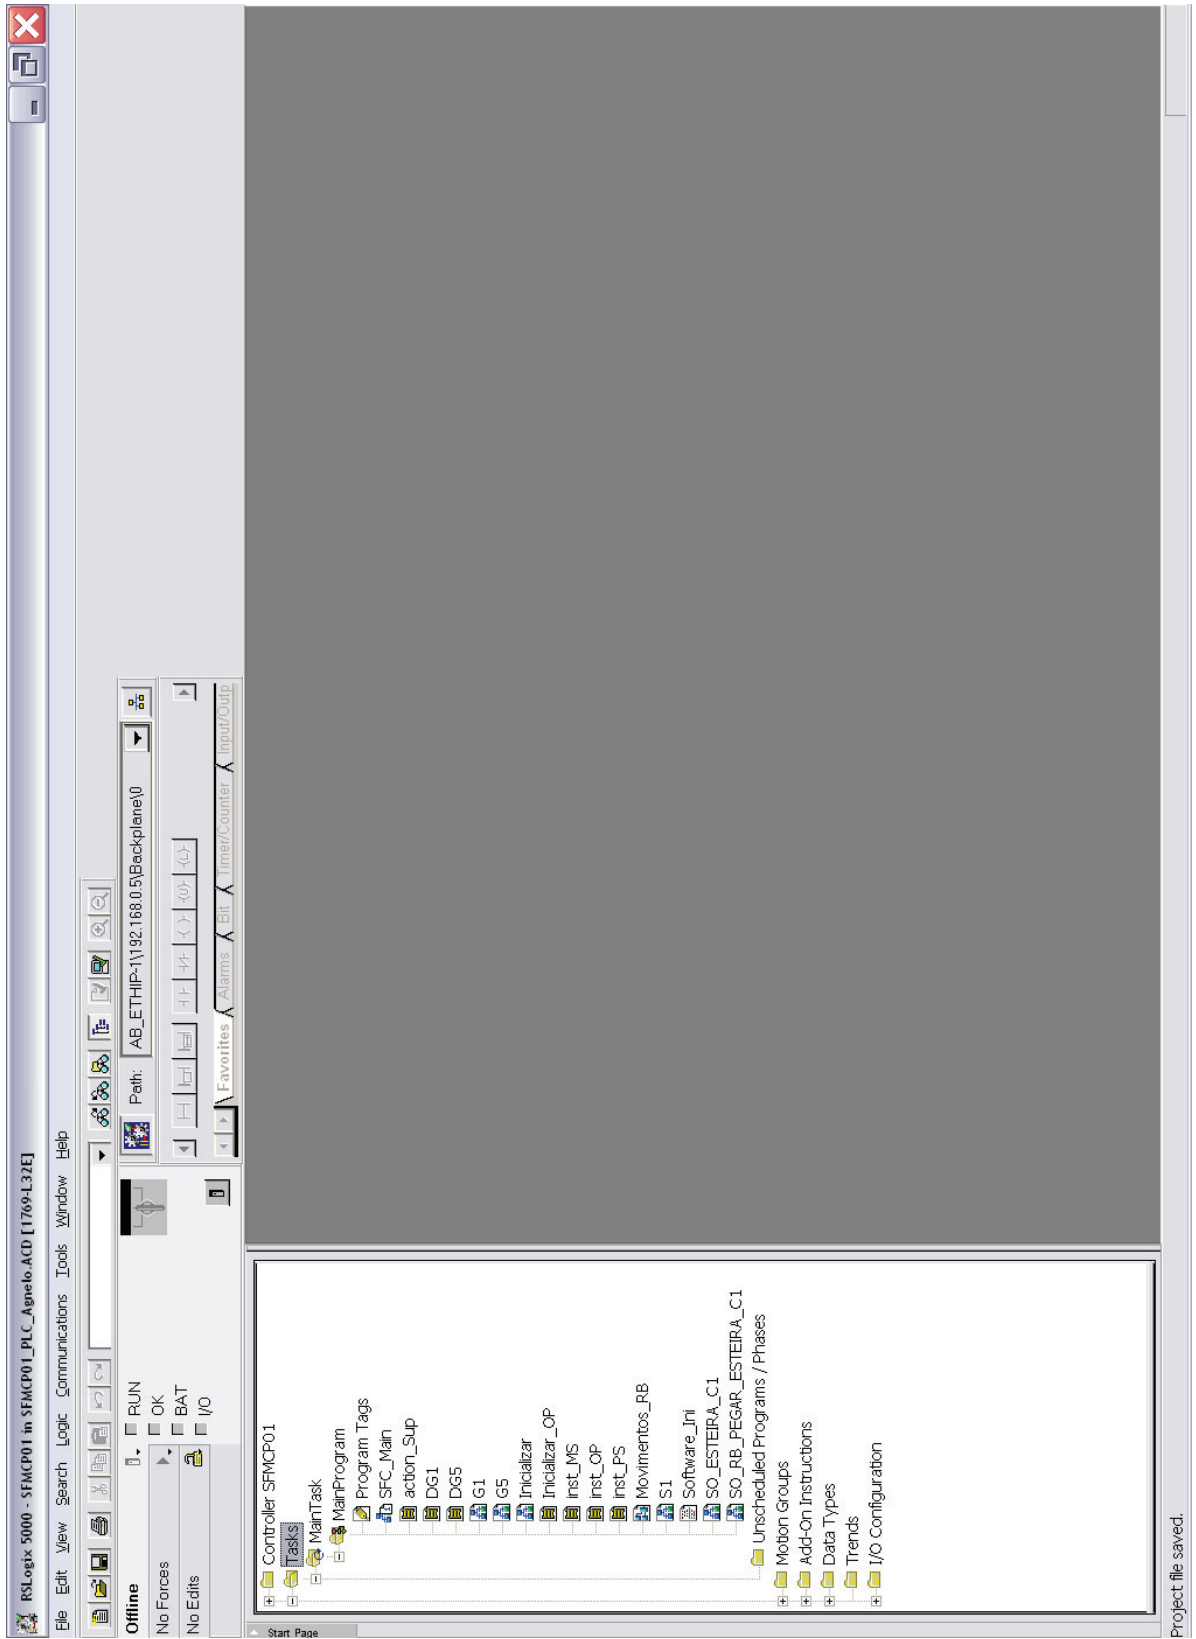 RSLogix 5000 - SFMCP01 in SFMCP01_PLC_Agnelo.ACD [1769-L32E]
File Edit View Search Logic Communications Tools Window Help
Offline
RUN
No Forces
OK
No Edits
BAT
I/O
Path: AB_ETHIP-1\192.168.0.5\Backplane\0
Favorites Alarms Bit Timer/Counter Input/Outp
Start Page
Controller SFMCP01
Tasks
MainTask
MainProgram
Program Tags
SFC_Main
action_Sup
DG1
DG5
G1
G5
Inicializar
Inicializar_OP
inst_MS
inst_OP
inst_PS
Movimentos_RB
S1
Software_Ini
SO_ESTEIRA_C1
SO_RB_PEGAR_ESTEIRA_C1
Unscheduled Programs / Phases
Motion Groups
Add-On Instructions
Data Types
Trends
I/O Configuration
Project file saved.